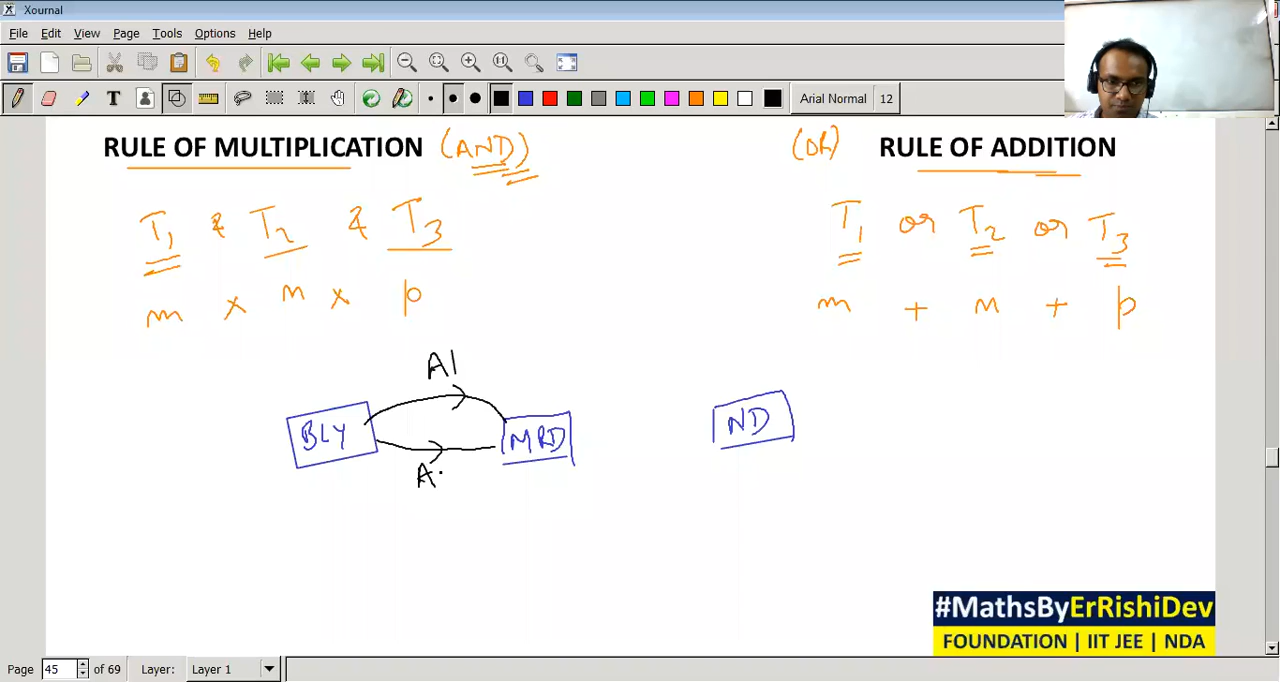 Xournal
File Edit View Page Tools Options Help
Arial Normal 12
RULE OF MULTIPLICATION (AND)
(OR) RULE OF ADDITION
T1 & T2 & T3
T1 or T2 or T3
m × n × p
m + n + p
A1
BLY
MRD
ND
A
#MathsByErRishiDev
FOUNDATION | IIT JEE | NDA
Page 45 of 69 Layer: Layer 1